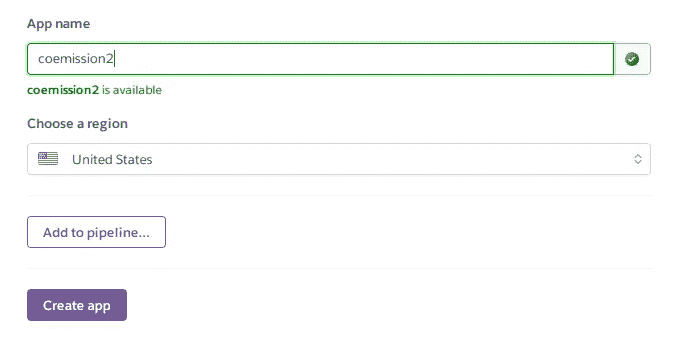 App name
coemission2
coemission2 is available
Choose a region
United States
Add to pipeline...
Create app